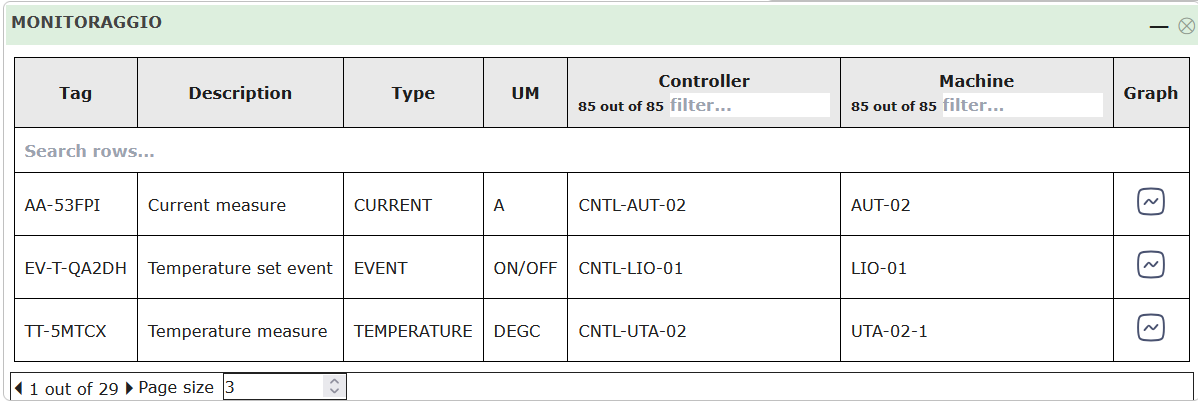 MONITORAGGIO
Tag Description Type UM Controller Machine Graph
85 out of 85 filter... 85 out of 85 filter...
Search rows...
AA-53FPI Current measure CURRENT A CNTL-AUT-02 AUT-02
EV-T-QA2DH Temperature set event EVENT ON/OFF CNTL-LIO-01 LIO-01
TT-5MTCX Temperature measure TEMPERATURE DEGC CNTL-UTA-02 UTA-02-1
1 out of 29 Page size 3